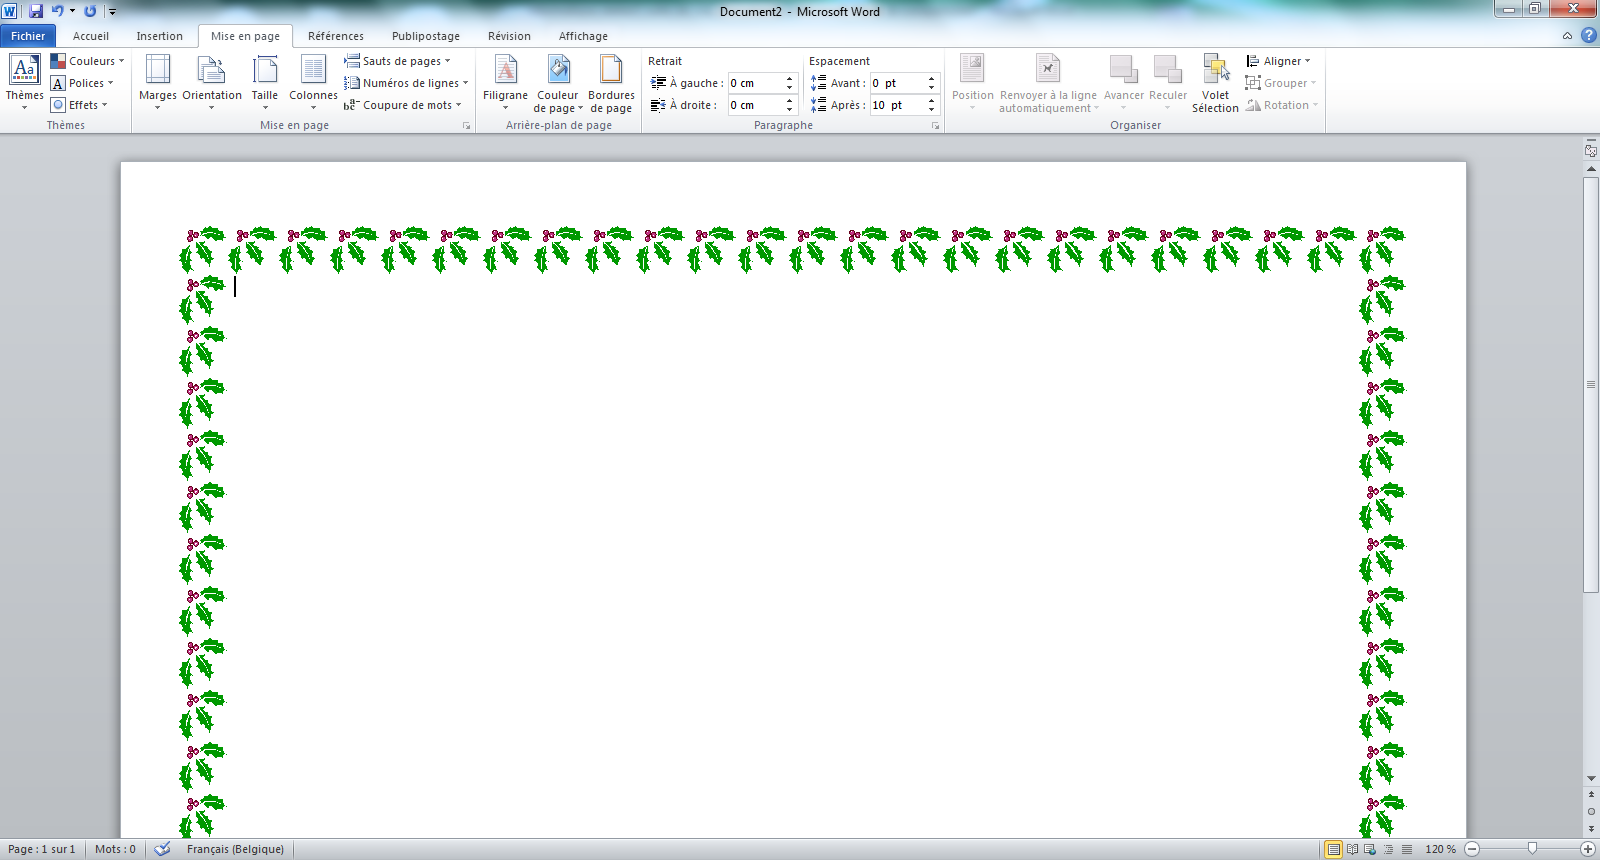 Document2 - Microsoft Word
Fichier Accueil Insertion Mise en page Références Publipostage Révision Affichage
Aa Thèmes
Couleurs
A Polices
Effets
Thèmes
Marges Orientation Taille Colonnes
Sauts de pages
Numéros de lignes
Coupure de mots
Mise en page
Filigrane Couleur de page Bordures de page
Arrière-plan de page
Retrait
À gauche : 0 cm
À droite : 0 cm
Espacement
Avant : 0 pt
Après : 10 pt
Paragraphe
Position Renvoyer à la ligne automatiquement Avancer Reculer Volet Sélection
Aligner
Grouper
Rotation
Organiser
Page : 1 sur 1 Mots : 0 Français (Belgique) 120 %